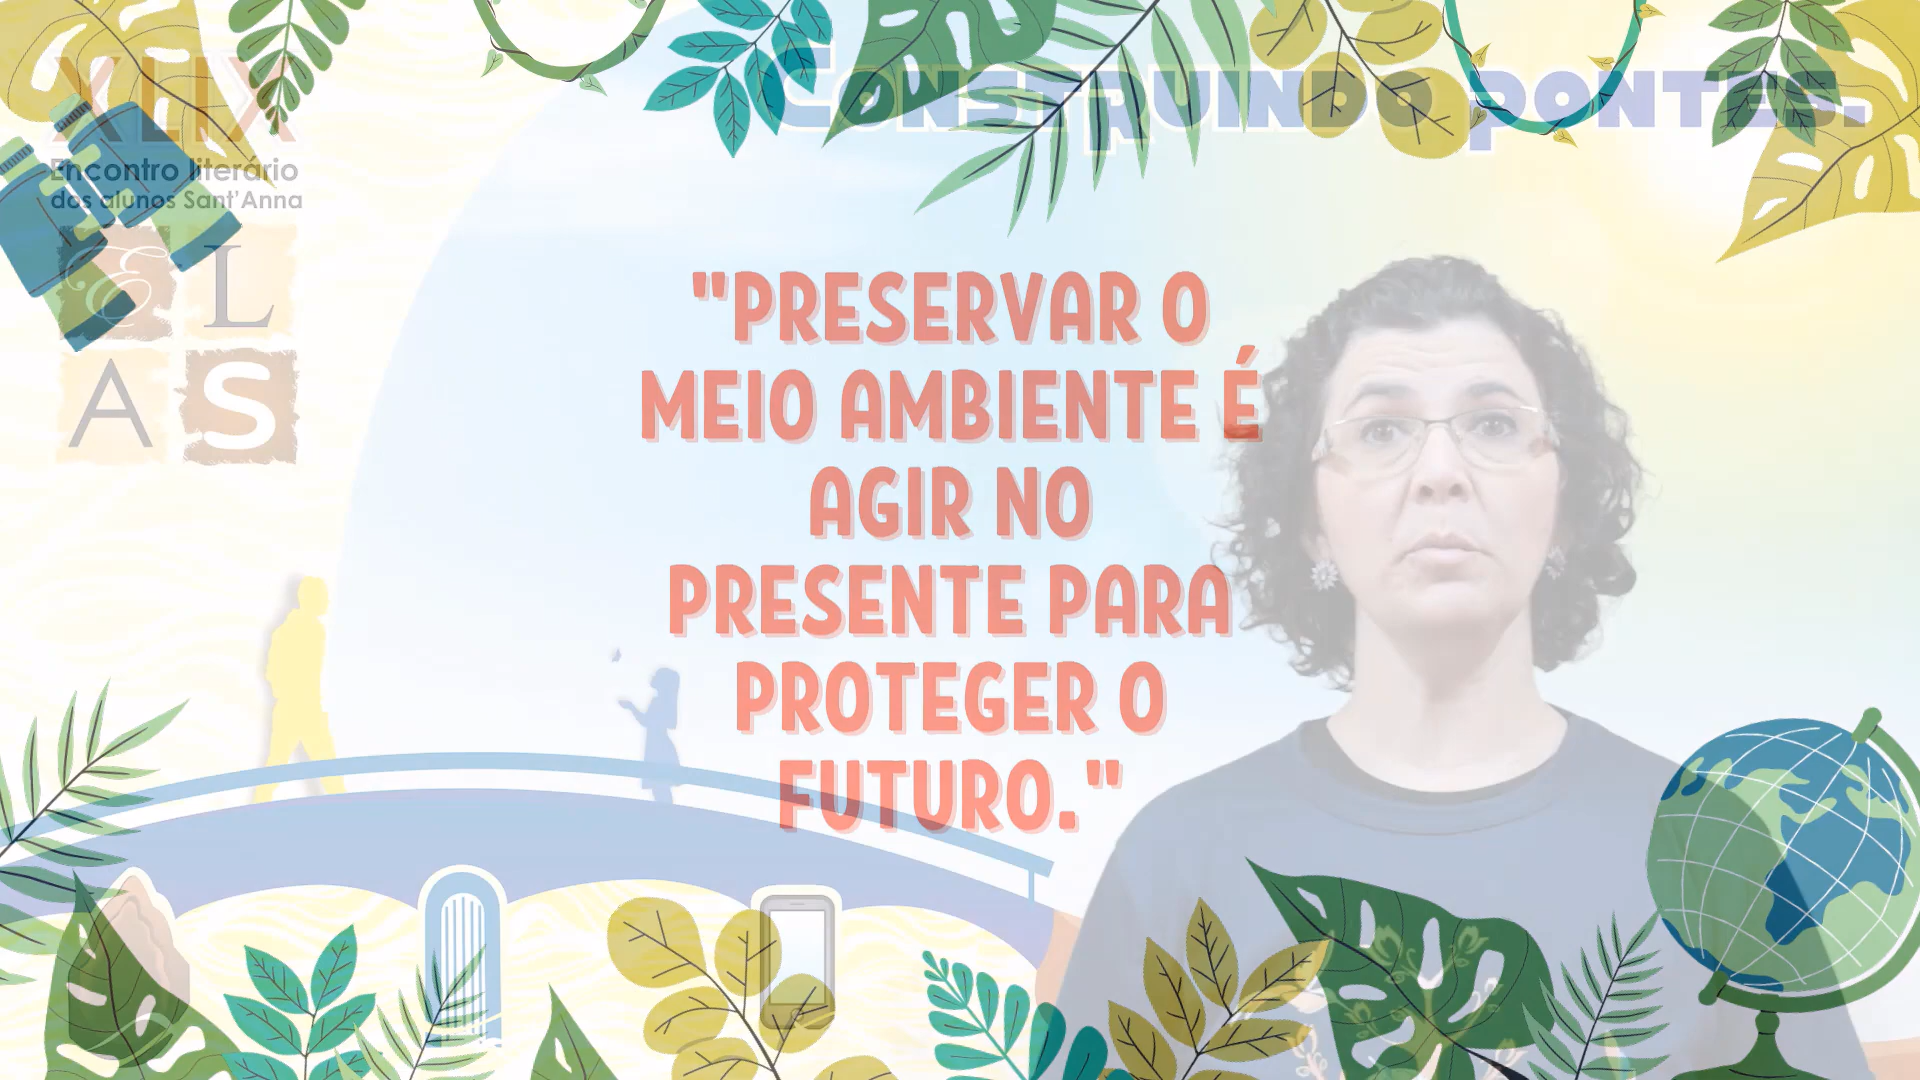 XLIX
Encontro literário
dos alunos Sant'Anna
E L
A S
Construindo pontes.
"PRESERVAR O
MEIO AMBIENTE É
AGIR NO
PRESENTE PARA
PROTEGER O
FUTURO."